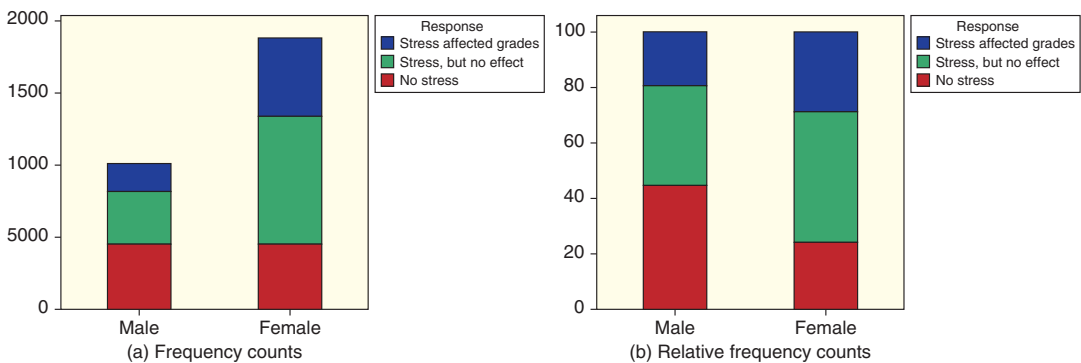 2000
1500
1000
5000
0
Male Female
(a) Frequency counts
Response
Stress affected grades
Stress, but no effect
No stress
100
80
60
40
20
0
Male Female
(b) Relative frequency counts
Response
Stress affected grades
Stress, but no effect
No stress